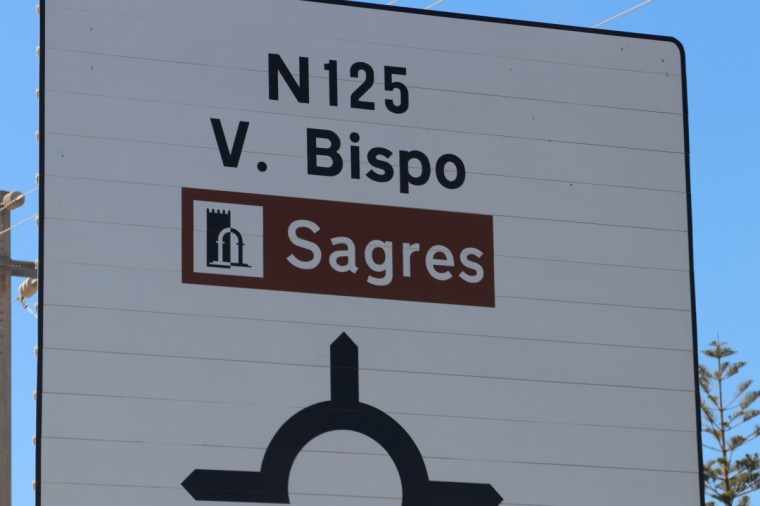 N125
V. Bispo
Sagres